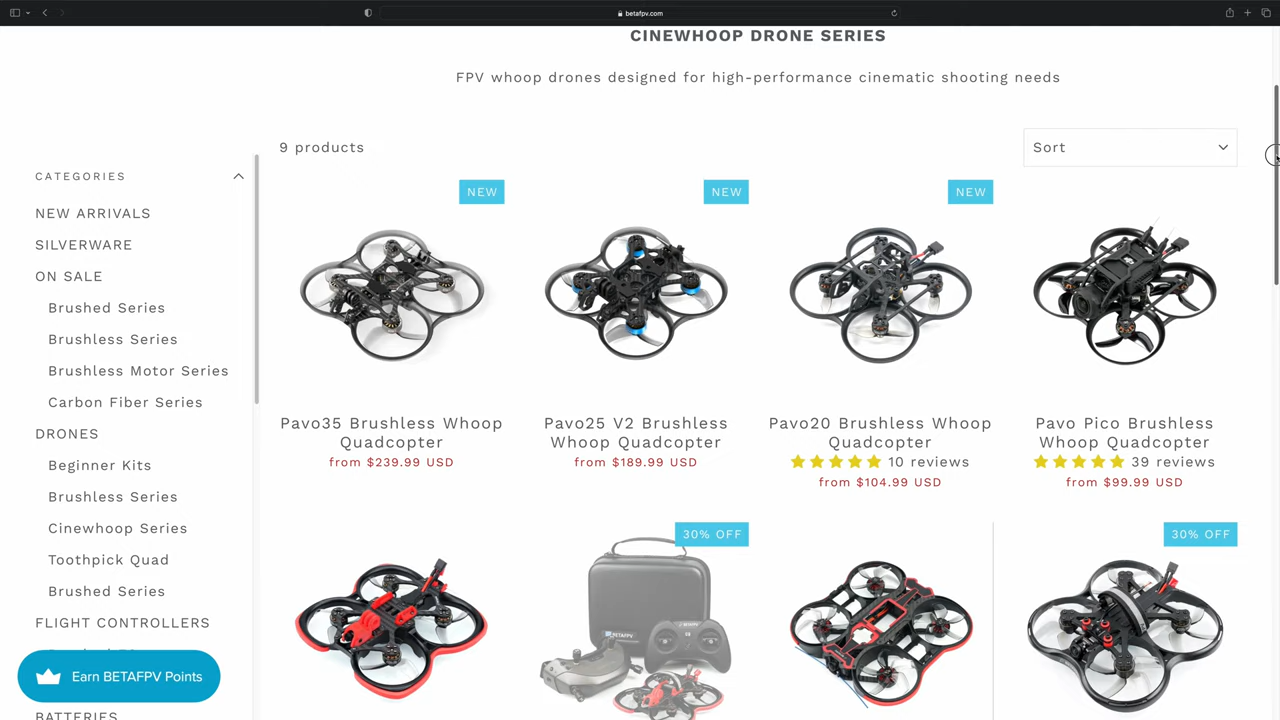 betafpv.com
CINEWHOOP DRONE SERIES
FPV whoop drones designed for high-performance cinematic shooting needs
9 products
Sort
CATEGORIES
NEW ARRIVALS
SILVERWARE
ON SALE
Brushed Series
Brushless Series
Brushless Motor Series
Carbon Fiber Series
DRONES
Beginner Kits
Brushless Series
Cinewhoop Series
Toothpick Quad
Brushed Series
FLIGHT CONTROLLERS
BATTERIES
Earn BETAFPV Points
NEW
NEW
NEW
Pavo35 Brushless Whoop
Quadcopter
from $239.99 USD
Pavo25 V2 Brushless
Whoop Quadcopter
from $189.99 USD
Pavo20 Brushless Whoop
Quadcopter
10 reviews
from $104.99 USD
Pavo Pico Brushless
Whoop Quadcopter
39 reviews
from $99.99 USD
30% OFF
BETAFPV
30% OFF